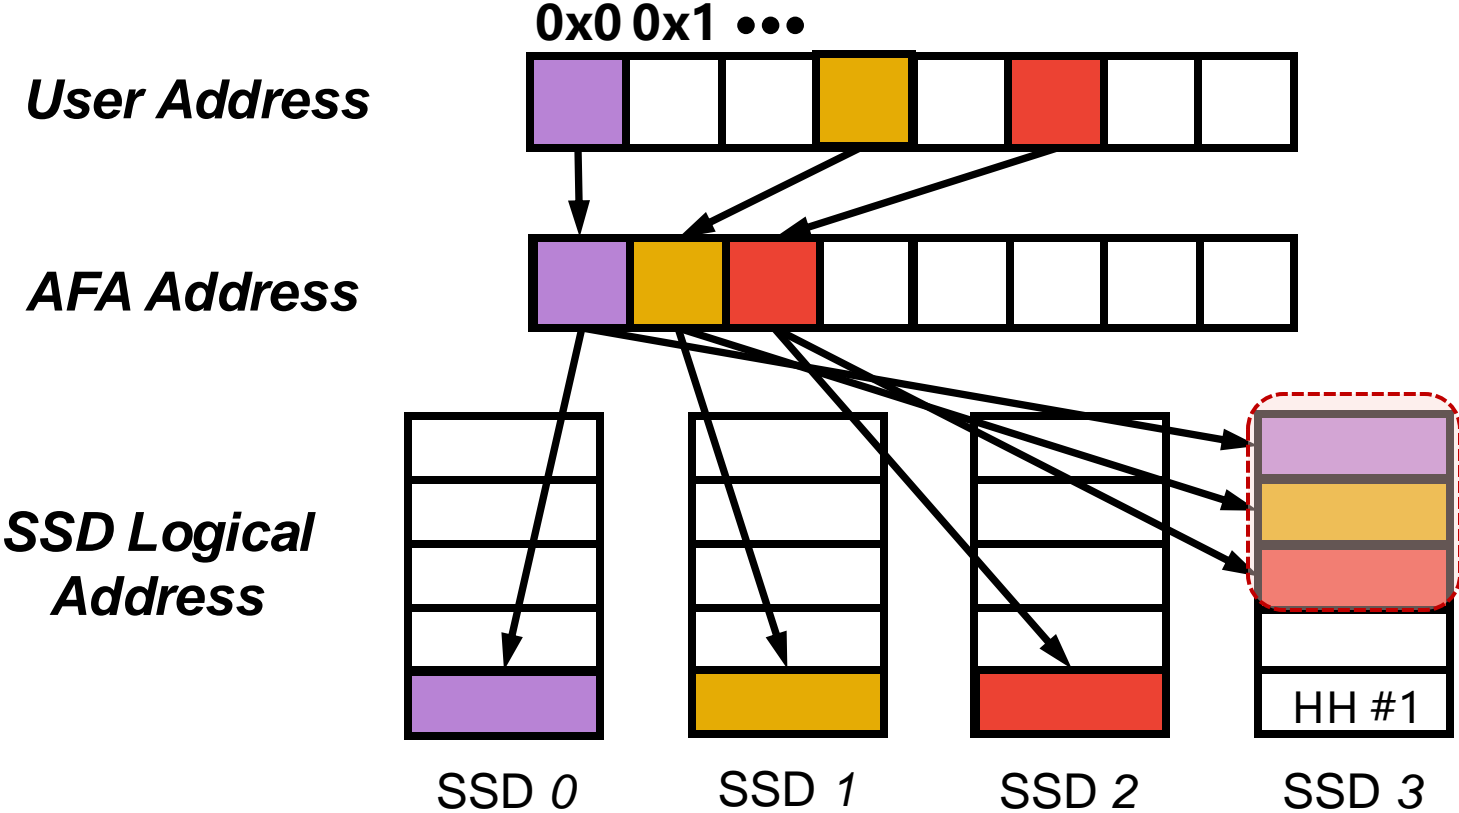 0x0 0x1 •••
User Address
AFA Address
SSD Logical
Address
HH #1
SSD 0
SSD 1
SSD 2
SSD 3